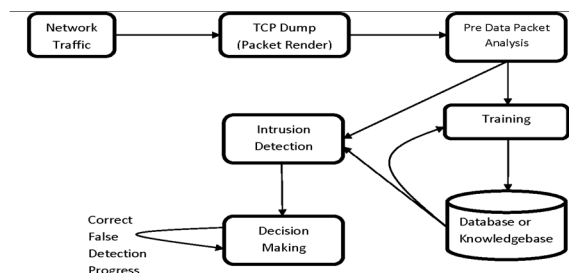 Network
Traffic
TCP Dump
(Packet Render)
Pre Data Packet
Analysis
Intrusion
Detection
Training
Correct
False
Detection
Progress
Decision
Making
Database or
Knowledgebase